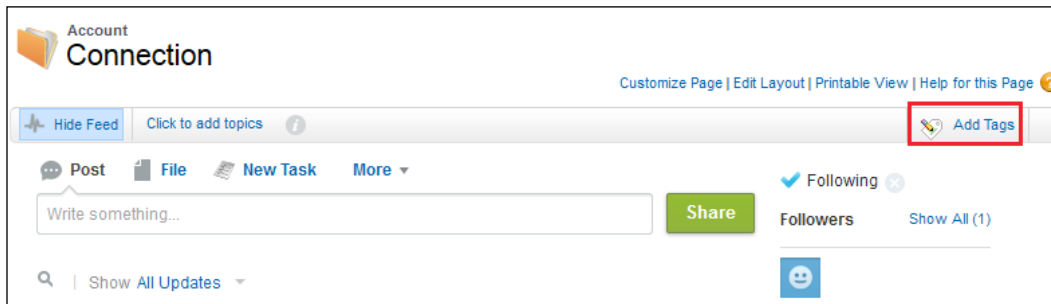 Account
Connection
Customize Page | Edit Layout | Printable View | Help for this Page
Hide Feed Click to add topics i Add Tags
Post File New Task More
Following
Write something... Share
Followers Show All (1)
Show All Updates